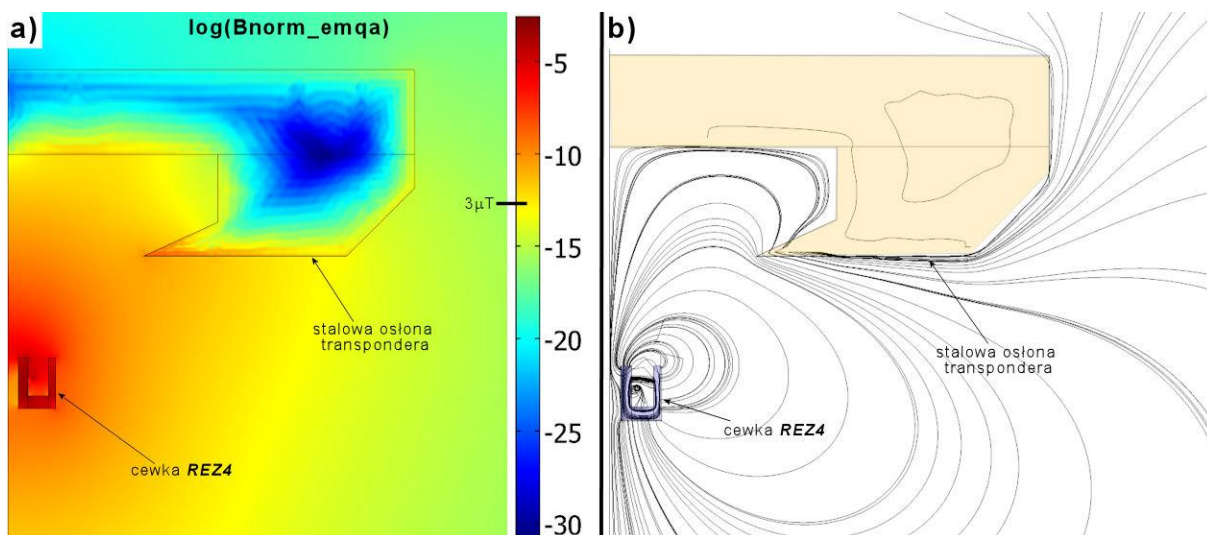 a)
log(Bnorm_emqa)
-5
-10
3µT
-15
-20
-25
-30
stalowa osłona
transpondera
cewka REZ4
b)
stalowa osłona
transpondera
cewka REZ4